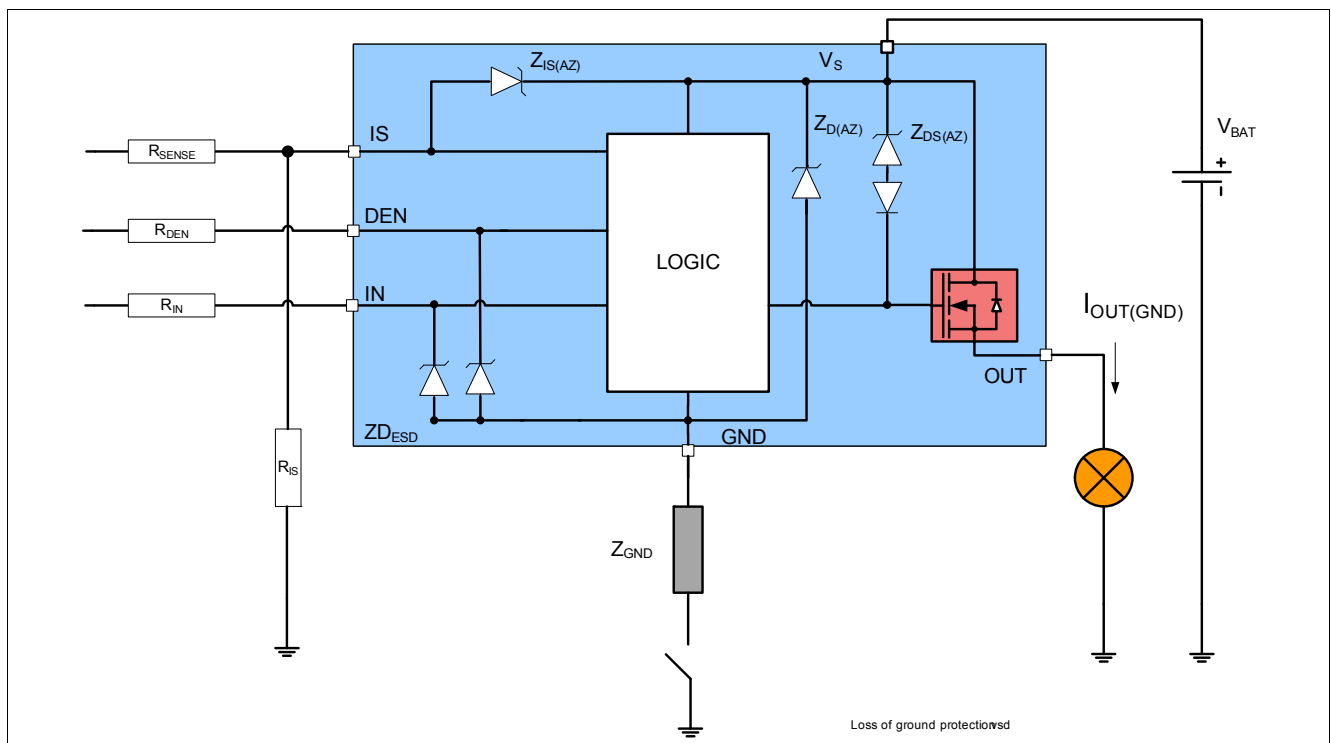 Z_IS(AZ)
V_S
IS
Z_D(AZ)
Z_DS(AZ)
V_BAT
R_SENSE
+
-
DEN
R_DEN
LOGIC
IN
R_IN
I_OUT(GND)
OUT
ZD_ESD
GND
R_IS
Z_GND
Loss of ground protection.vsd